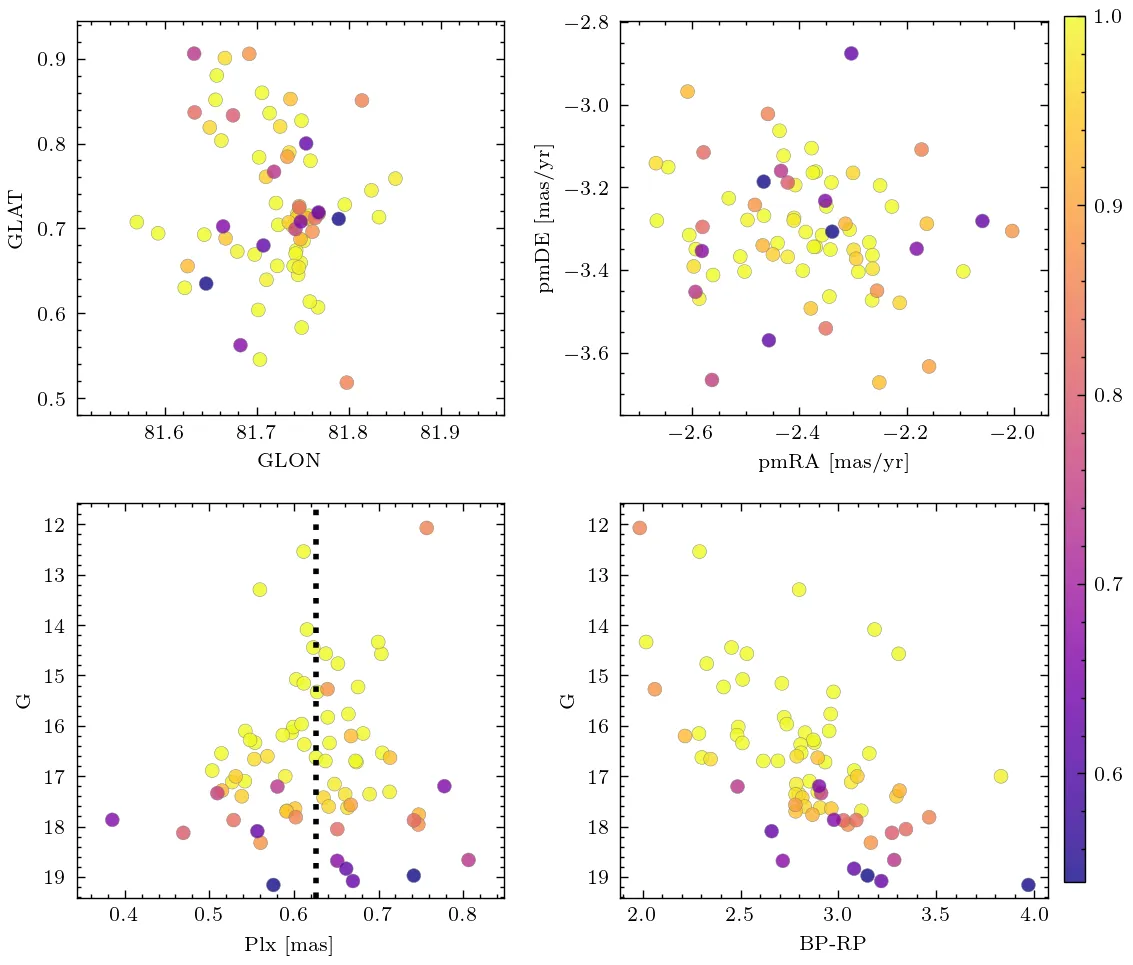 GLAT
0.9
0.8
0.7
0.6
0.5
81.6 81.7 81.8 81.9
GLON
pmDE [mas/yr]
−2.8
−3.0
−3.2
−3.4
−3.6
−2.6 −2.4 −2.2 −2.0
pmRA [mas/yr]
1.0
0.9
0.8
0.7
0.6
G
12
13
14
15
16
17
18
19
0.4 0.5 0.6 0.7 0.8
Plx [mas]
G
12
13
14
15
16
17
18
19
2.0 2.5 3.0 3.5 4.0
BP-RP